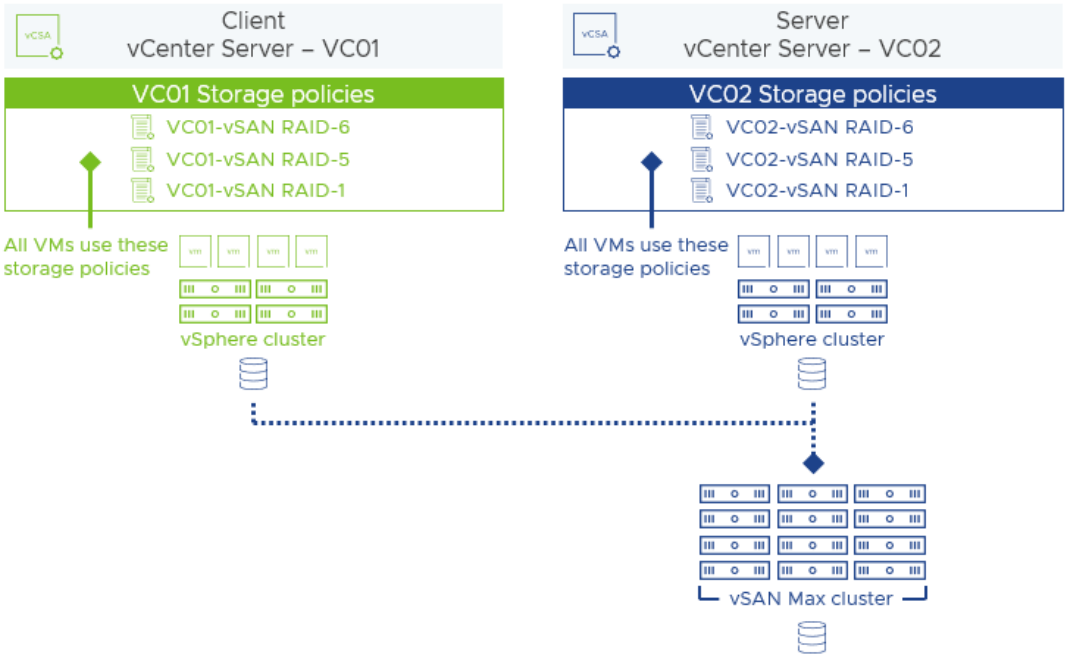 vCSA
Client
vCenter Server – VC01
VC01 Storage policies
VC01-vSAN RAID-6
VC01-vSAN RAID-5
VC01-vSAN RAID-1
All VMs use these
storage policies
vm vm vm vm
vSphere cluster
vCSA
Server
vCenter Server – VC02
VC02 Storage policies
VC02-vSAN RAID-6
VC02-vSAN RAID-5
VC02-vSAN RAID-1
All VMs use these
storage policies
vm vm vm vm
vSphere cluster
vSAN Max cluster